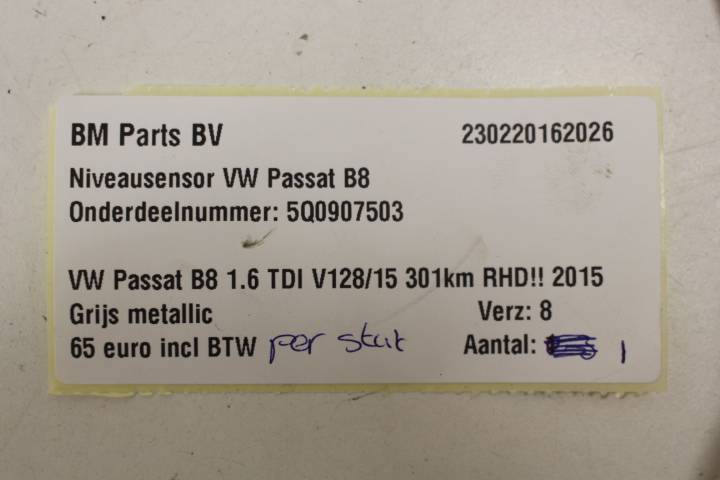 BM Parts BV 230220162026
Niveausensor VW Passat B8
Onderdeelnummer: 5Q0907503
VW Passat B8 1.6 TDI V128/15 301km RHD!! 2015
Grijs metallic Verz: 8
65 euro incl BTW per stuk Aantal: 1